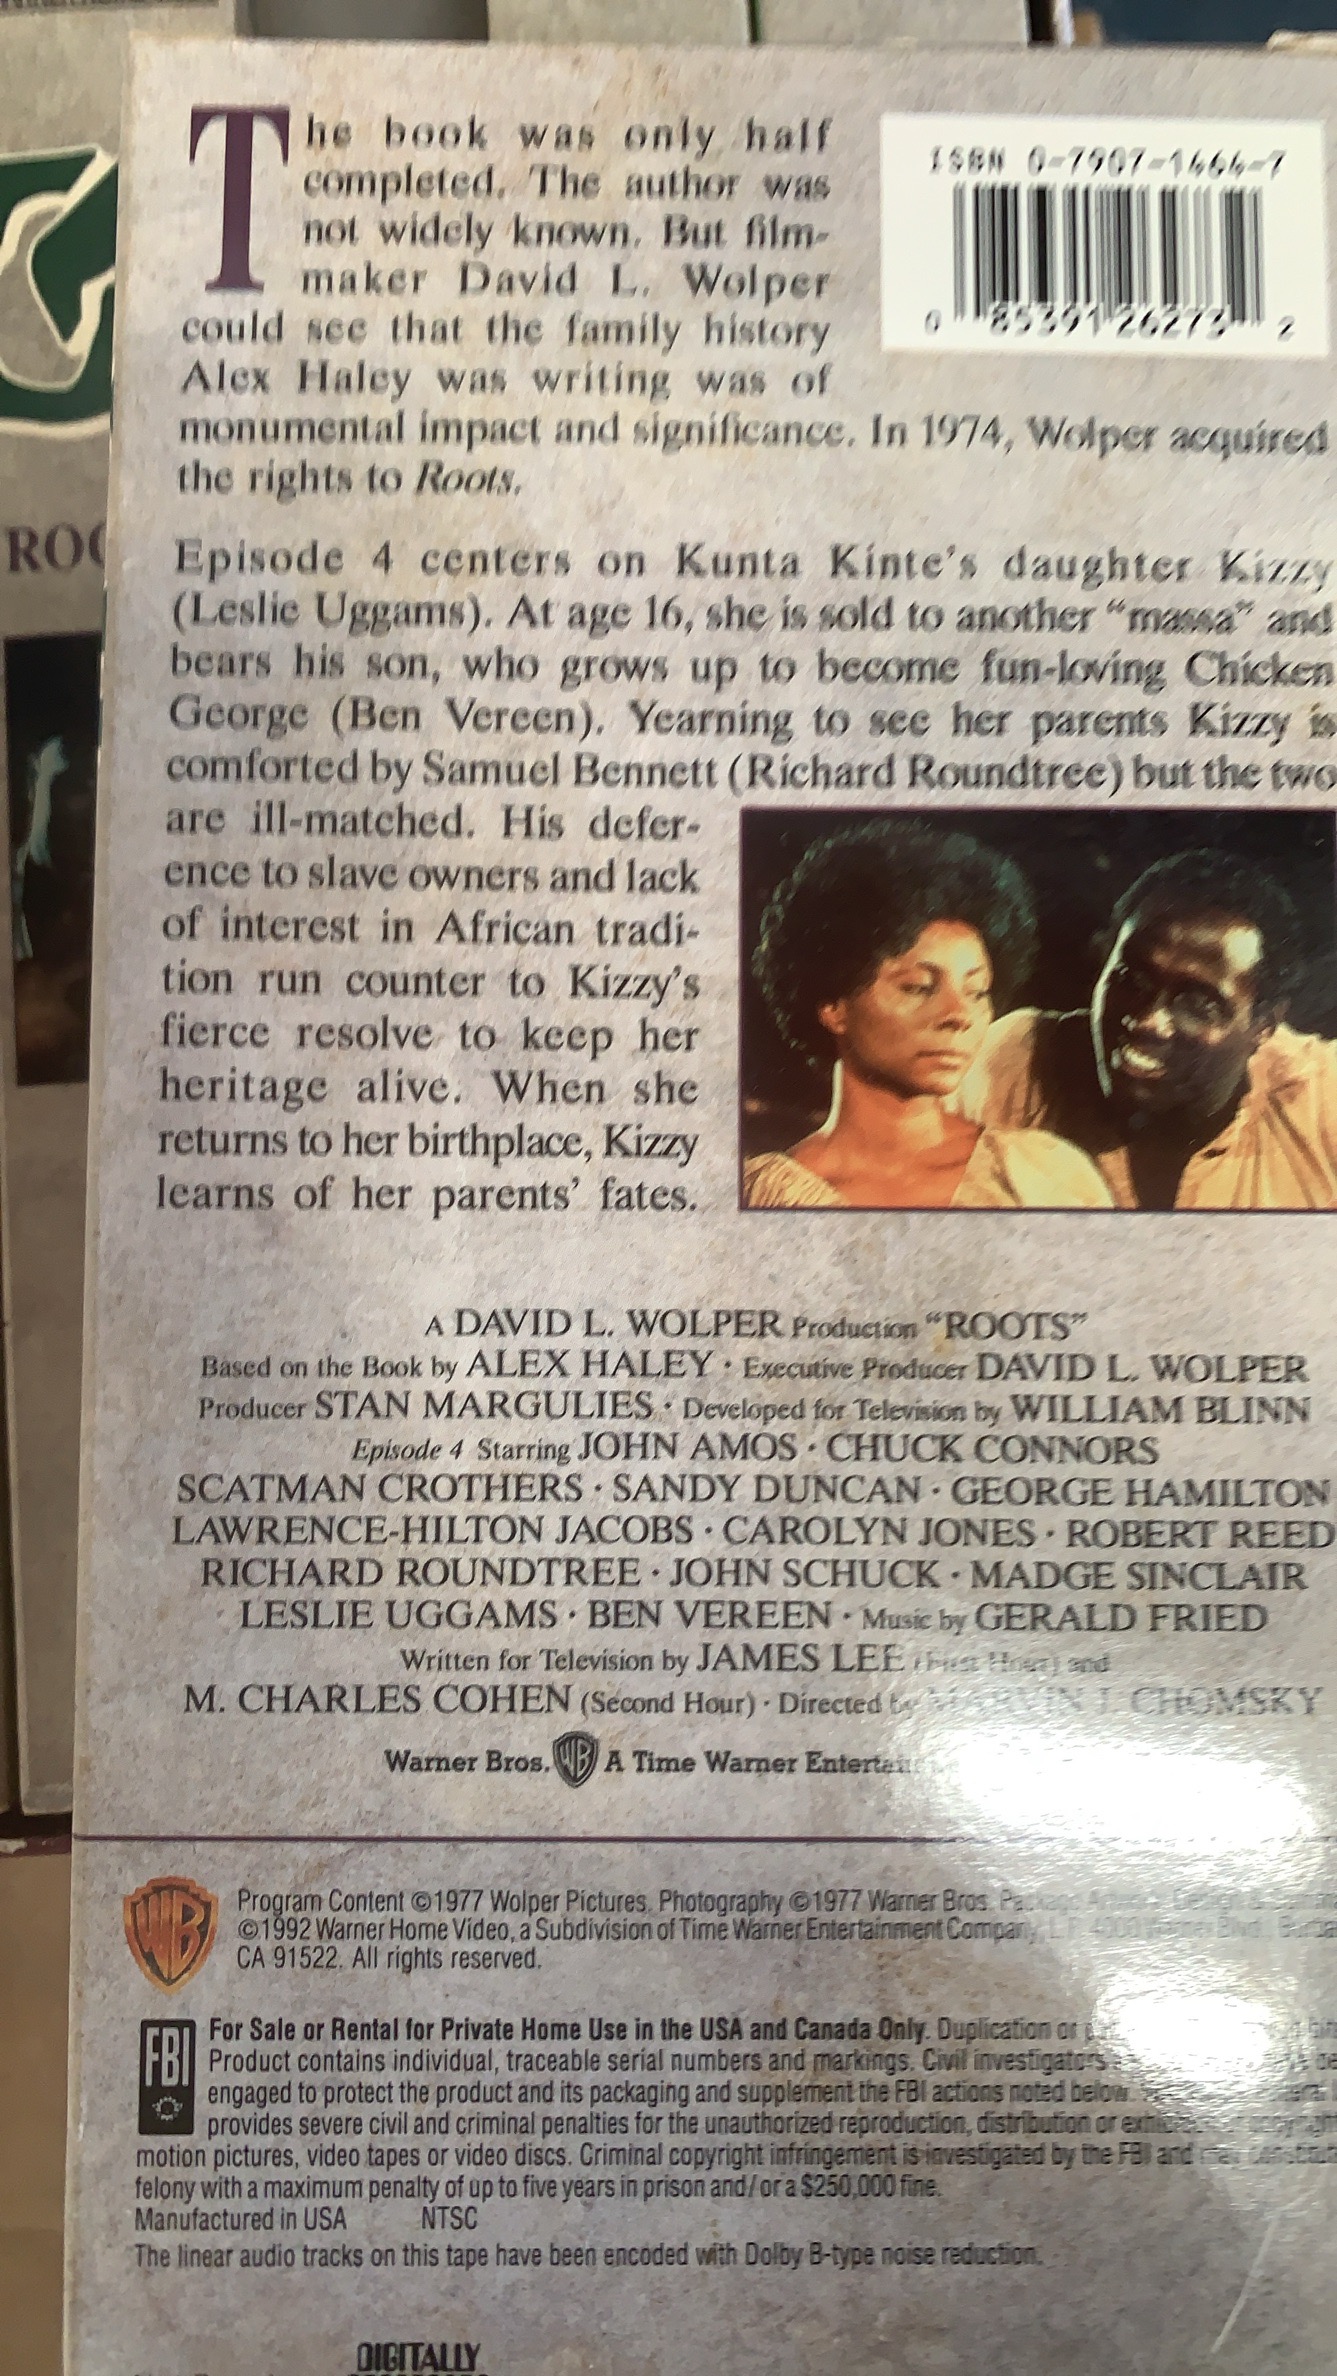 The book was only half
completed. The author was
not widely known. But film-
maker David L. Wolper
could see that the family history
Alex Haley was writing was of
monumental impact and significance. In 1974, Wolper acquired
the rights to Roots.
ISBN 0-7907-1464-7
0 85391 26273 2
Episode 4 centers on Kunta Kinte's daughter Kizzy
(Leslie Uggams). At age 16, she is sold to another “massa” and
bears his son, who grows up to become fun-loving Chicken
George (Ben Vereen). Yearning to see her parents Kizzy is
comforted by Samuel Bennett (Richard Roundtree) but the two
are ill-matched. His defer-
ence to slave owners and lack
of interest in African tradi-
tion run counter to Kizzy's
fierce resolve to keep her
heritage alive. When she
returns to her birthplace, Kizzy
learns of her parents' fates.
A DAVID L. WOLPER Production “ROOTS”
Based on the Book by ALEX HALEY · Executive Producer DAVID L. WOLPER
Producer STAN MARGULIES · Developed for Television by WILLIAM BLINN
Episode 4 Starring JOHN AMOS · CHUCK CONNORS
SCATMAN CROTHERS · SANDY DUNCAN · GEORGE HAMILTON
LAWRENCE-HILTON JACOBS · CAROLYN JONES · ROBERT REED
RICHARD ROUNDTREE · JOHN SCHUCK · MADGE SINCLAIR
LESLIE UGGAMS · BEN VEREEN · Music by GERALD FRIED
Written for Television by JAMES LEE (First Hour) and
M. CHARLES COHEN (Second Hour) · Directed by MARVIN J. CHOMSKY
Warner Bros. WB A Time Warner
WB
Program Content ©1977 Wolper Pictures. Photography ©1977 Warner Bros.
©1992 Warner Home Video, a Subdivision of Time Warner Entertainment Company, L.P. 4000 Warner Blvd.
CA 91522. All rights reserved.
FBI
For Sale or Rental for Private Home Use in the USA and Canada Only. Duplication or
Product contains individual, traceable serial numbers and markings. Civil investigators
engaged to protect the product and its packaging and supplement the FBI actions noted below.
provides severe civil and criminal penalties for the unauthorized reproduction, distribution or
motion pictures, video tapes or video discs. Criminal copyright infringement is investigated by the FBI and may
felony with a maximum penalty of up to five years in prison and/or a $250,000 fine.
Manufactured in USA NTSC
The linear audio tracks on this tape have been encoded with Dolby B-type noise reduction.
DIGITALLY